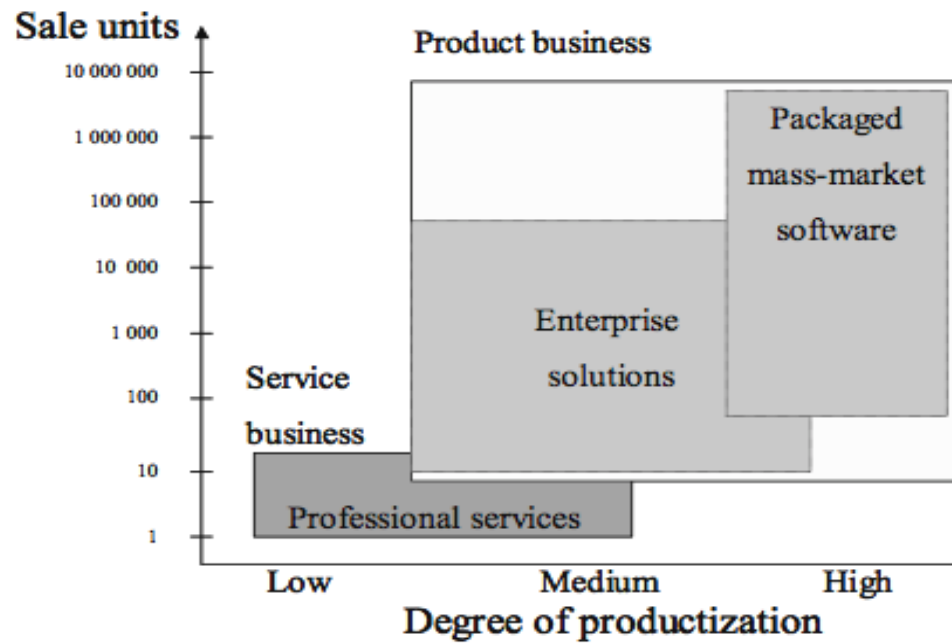 Sale units
Product business
10 000 000
1 000 000
100 000
10 000
1 000
100
10
1
Packaged
mass-market
software
Enterprise
solutions
Service
business
Professional services
Low
Medium
High
Degree of productization